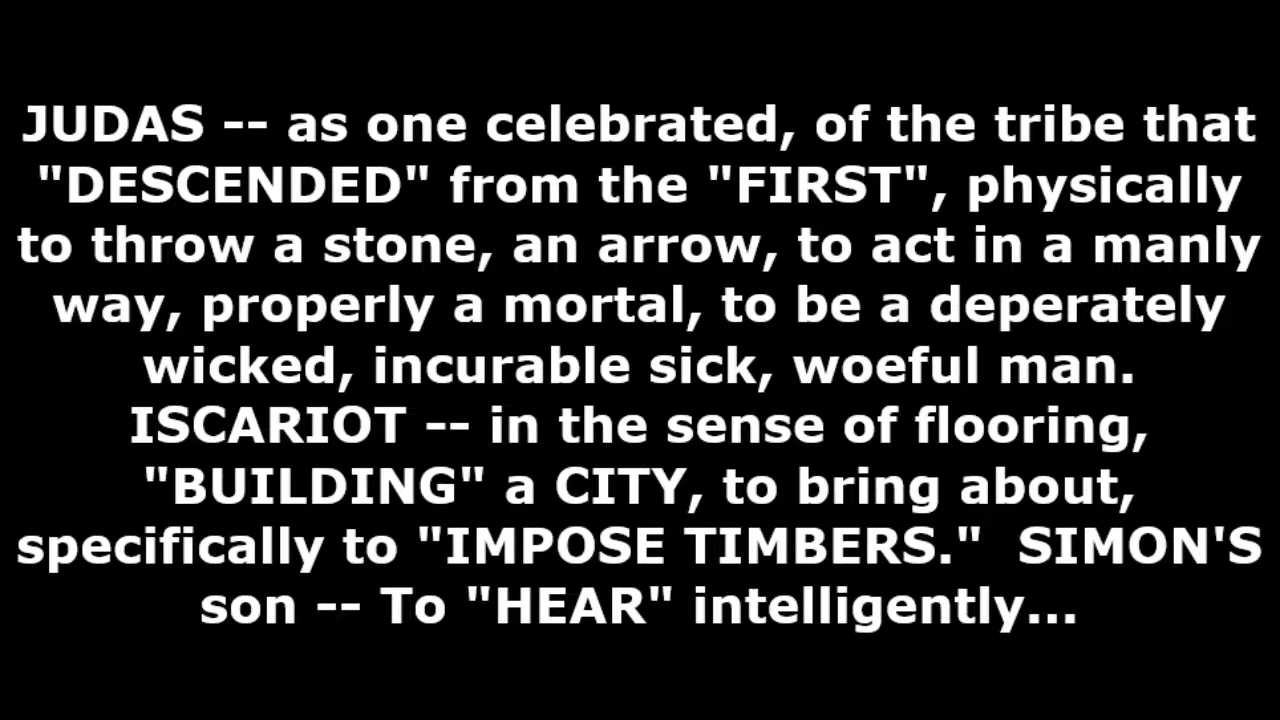 JUDAS -- as one celebrated, of the tribe that
"DESCENDED" from the "FIRST", physically
to throw a stone, an arrow, to act in a manly
way, properly a mortal, to be a deperately
wicked, incurable sick, woeful man.
ISCARIOT -- in the sense of flooring,
"BUILDING" a CITY, to bring about,
specifically to "IMPOSE TIMBERS."  SIMON'S
son -- To "HEAR" intelligently...